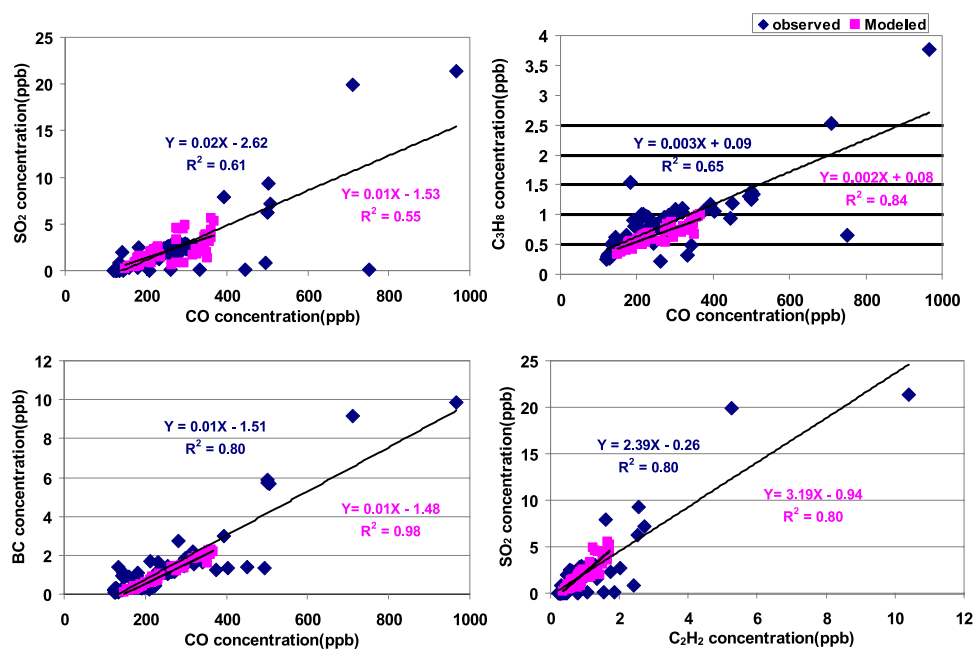 observed Modeled
SO2 concentration(ppb)
25
20
15
10
5
0
Y = 0.02X - 2.62
R2 = 0.61
Y= 0.01X - 1.53
R2 = 0.55
0 200 400 600 800 1000
CO concentration(ppb)
C3H8 concentration(ppb)
4
3.5
3
2.5
2
1.5
1
0.5
0
Y = 0.003X + 0.09
R2 = 0.65
Y= 0.002X + 0.08
R2 = 0.84
0 200 400 600 800 1000
CO concentration(ppb)
BC concentration(ppb)
12
10
8
6
4
2
0
Y = 0.01X - 1.51
R2 = 0.80
Y= 0.01X - 1.48
R2 = 0.98
0 200 400 600 800 1000
CO concentration(ppb)
SO2 concentration(ppb)
25
20
15
10
5
0
Y = 2.39X - 0.26
R2 = 0.80
Y= 3.19X - 0.94
R2 = 0.80
0 2 4 6 8 10 12
C2H2 concentration(ppb)